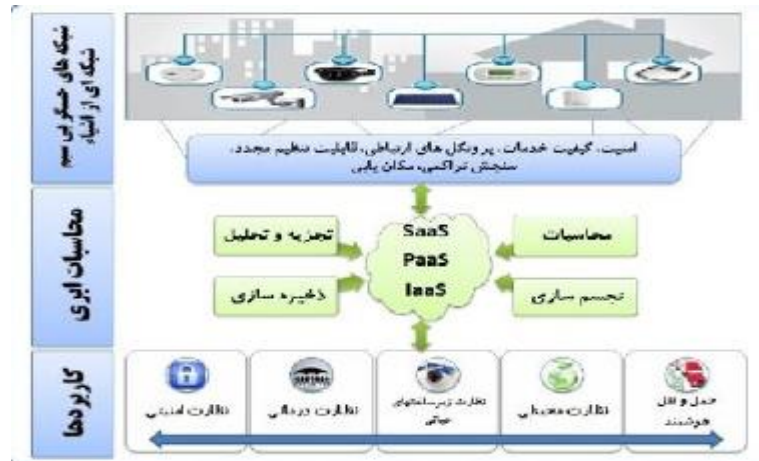 شبکه های حسگر بی سیم
شبکه ای از اشیاء
امنیت، کیفیت خدمات، پروتکل های ارتباطی، قابلیت تنظیم مجدد،
سنجش تراکمی، مکان یابی
محاسبات ابری
تجزیه و تحلیل
SaaS
محاسبات
PaaS
ذخیره سازی
IaaS
تجسم سازی
کاربردها
نظارت امنیتی
نظارت درمانی
نظارت زیرساختهای
حیاتی
نظارت محیطی
حمل و نقل
هوشمند